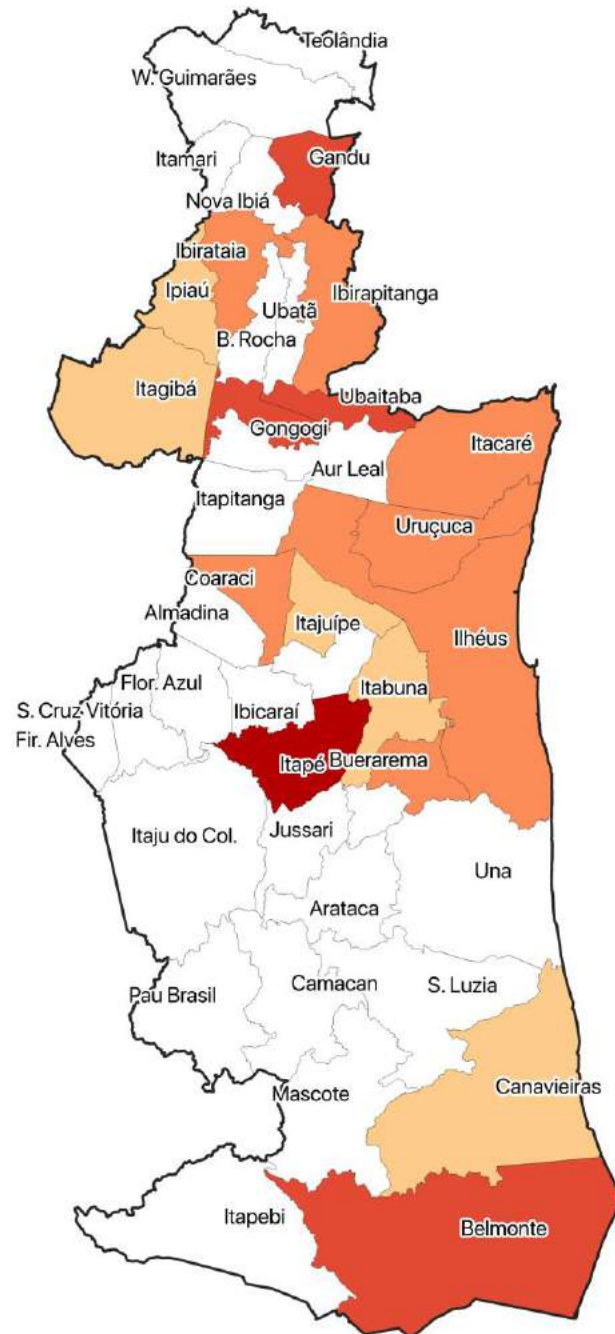 Teolândia
W. Guimarães
Itamari
Gandu
Nova Ibiá
Ibirataia
Ipiaú
Ibirapitanga
Ubatã
B. Rocha
Itagibá
Ubaitaba
Gongogi
Itacaré
Aur Leal
Itapitanga
Uruçuca
Coaraci
Almadina
Itajuípe
Ilhéus
Flor. Azul
Itabuna
S. Cruz Vitória
Ibicaraí
Fir. Alves
Itapé
Buerarema
Itaju do Col.
Jussari
Una
Arataca
Camacan
S. Luzia
Pau Brasil
Canavieiras
Mascote
Itapebi
Belmonte